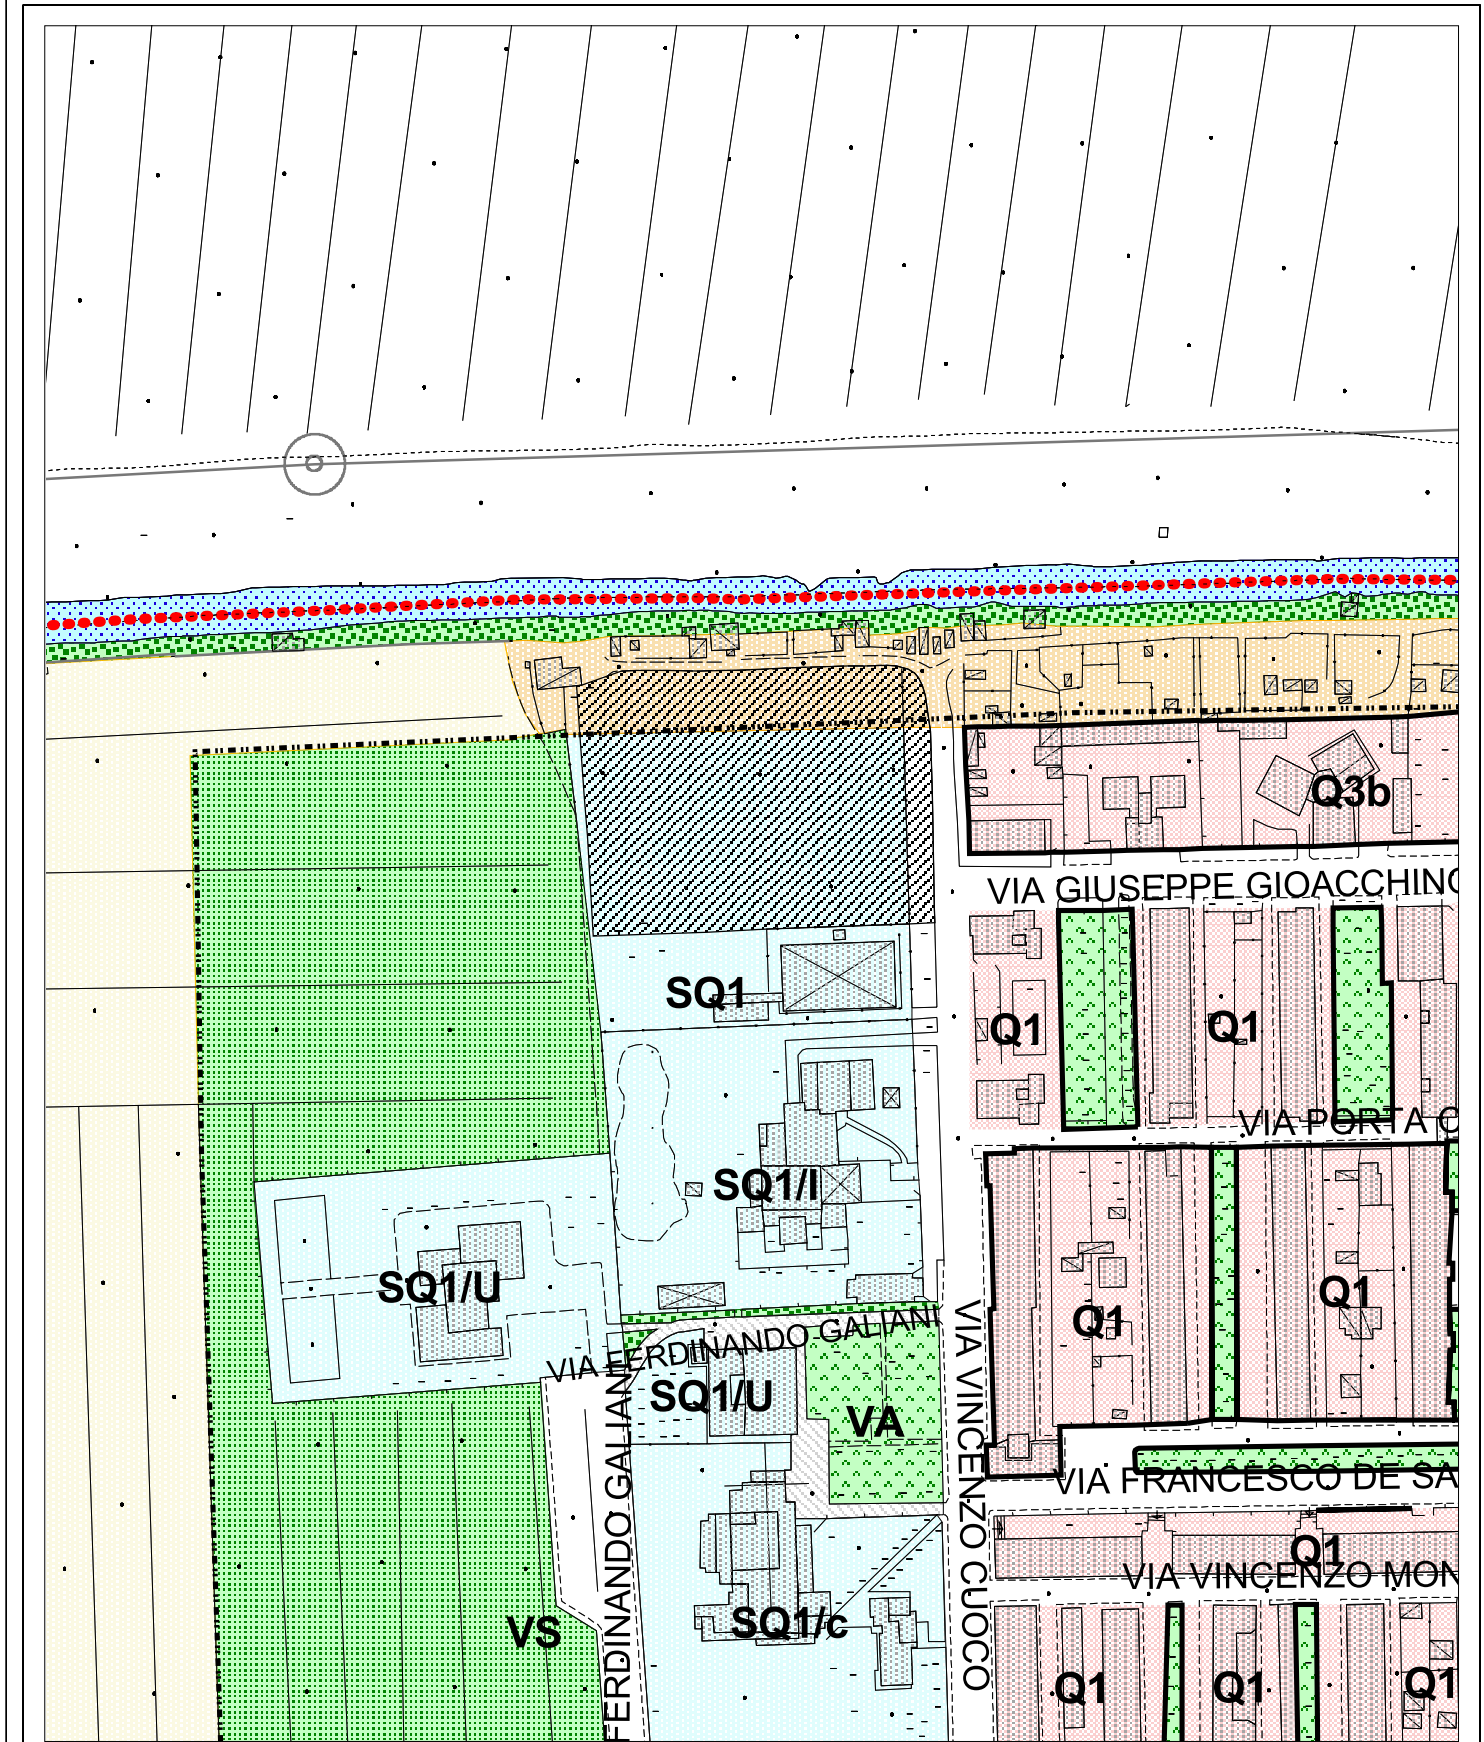 Q3b
VIA GIUSEPPE GIOACCHINO
SQ1
Q1
Q1
VIA PORTA C
SQ1/I
SQ1/U
Q1
Q1
VIA FERDINANDO GALIANI
SQ1/U
VA
VIA VINCENZO CUOCO
VIA FRANCESCO DE SA
FERDINANDO GALIANI
Q1
VIA VINCENZO MON
VS
SQ1/c
Q1
Q1
Q1